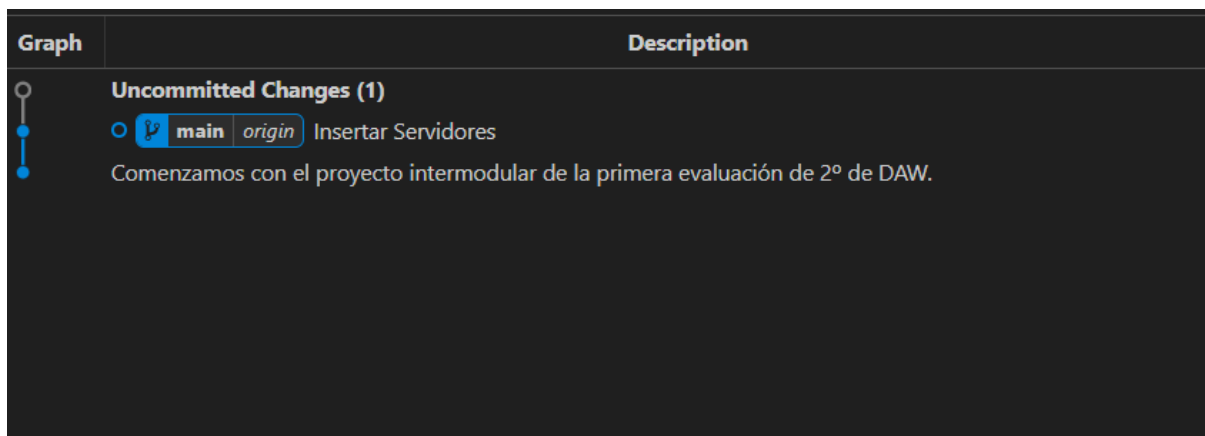 Graph Description
Uncommitted Changes (1)
main origin Insertar Servidores
Comenzamos con el proyecto intermodular de la primera evaluación de 2º de DAW.